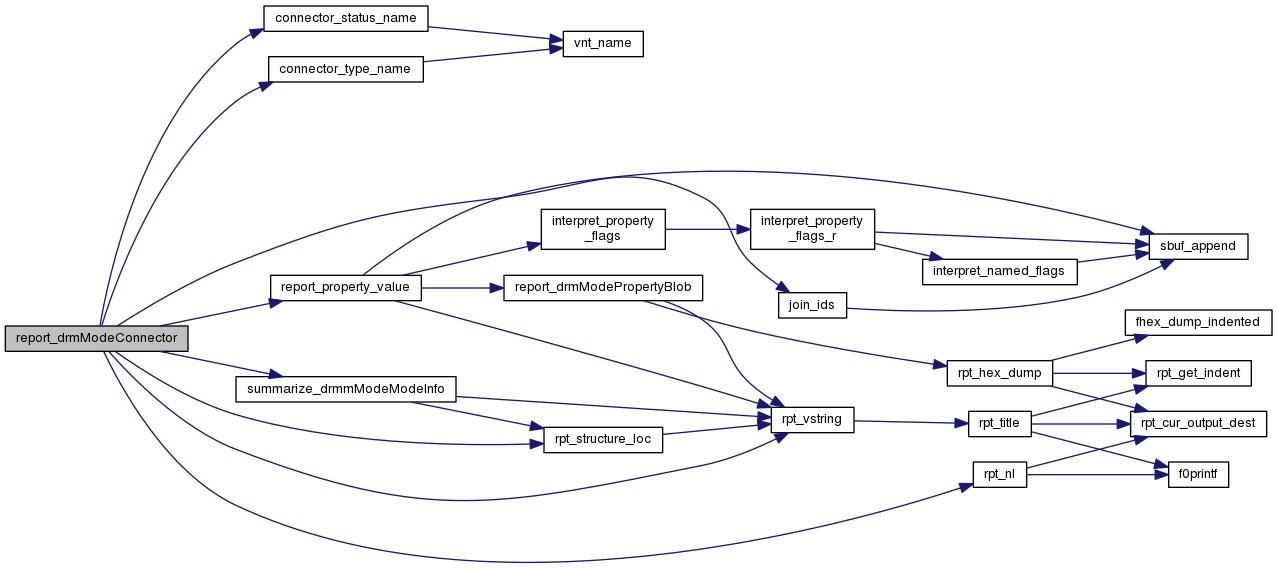 connector_status_name
vnt_name
connector_type_name
interpret_property
_flags
interpret_property
_flags_r
sbuf_append
interpret_named_flags
report_property_value
report_drmModePropertyBlob
join_ids
fhex_dump_indented
report_drmModeConnector
rpt_hex_dump
rpt_get_indent
summarize_drmmModeModeInfo
rpt_vstring
rpt_title
rpt_cur_output_dest
rpt_structure_loc
rpt_nl
f0printf